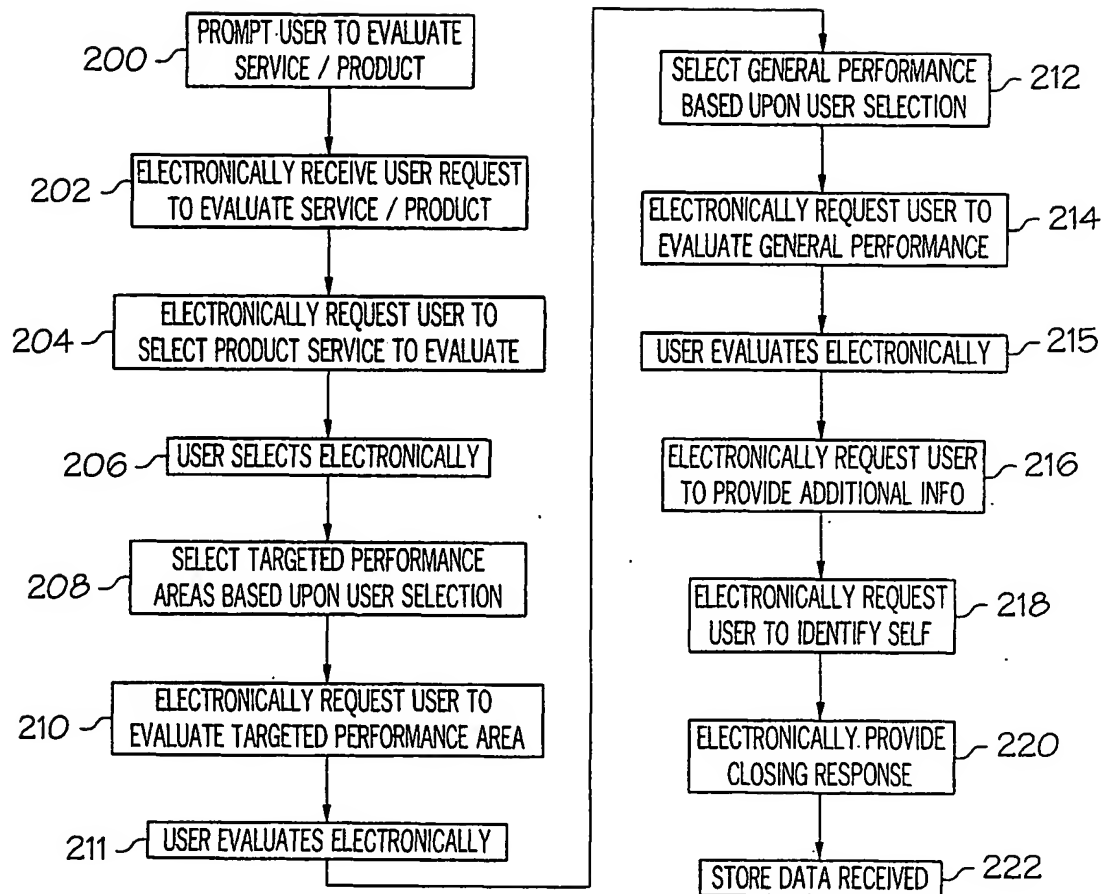 200
PROMPT USER TO EVALUATE
SERVICE / PRODUCT
202
ELECTRONICALLY RECEIVE USER REQUEST
TO EVALUATE SERVICE / PRODUCT
204
ELECTRONICALLY REQUEST USER TO
SELECT PRODUCT SERVICE TO EVALUATE
206
USER SELECTS ELECTRONICALLY
208
SELECT TARGETED PERFORMANCE
AREAS BASED UPON USER SELECTION
210
ELECTRONICALLY REQUEST USER TO
EVALUATE TARGETED PERFORMANCE AREA
211
USER EVALUATES ELECTRONICALLY
SELECT GENERAL PERFORMANCE
BASED UPON USER SELECTION
212
ELECTRONICALLY REQUEST USER TO
EVALUATE GENERAL PERFORMANCE
214
USER EVALUATES ELECTRONICALLY
215
ELECTRONICALLY REQUEST USER
TO PROVIDE ADDITIONAL INFO
216
ELECTRONICALLY REQUEST
USER TO IDENTIFY SELF
218
ELECTRONICALLY PROVIDE
CLOSING RESPONSE
220
STORE DATA RECEIVED
222